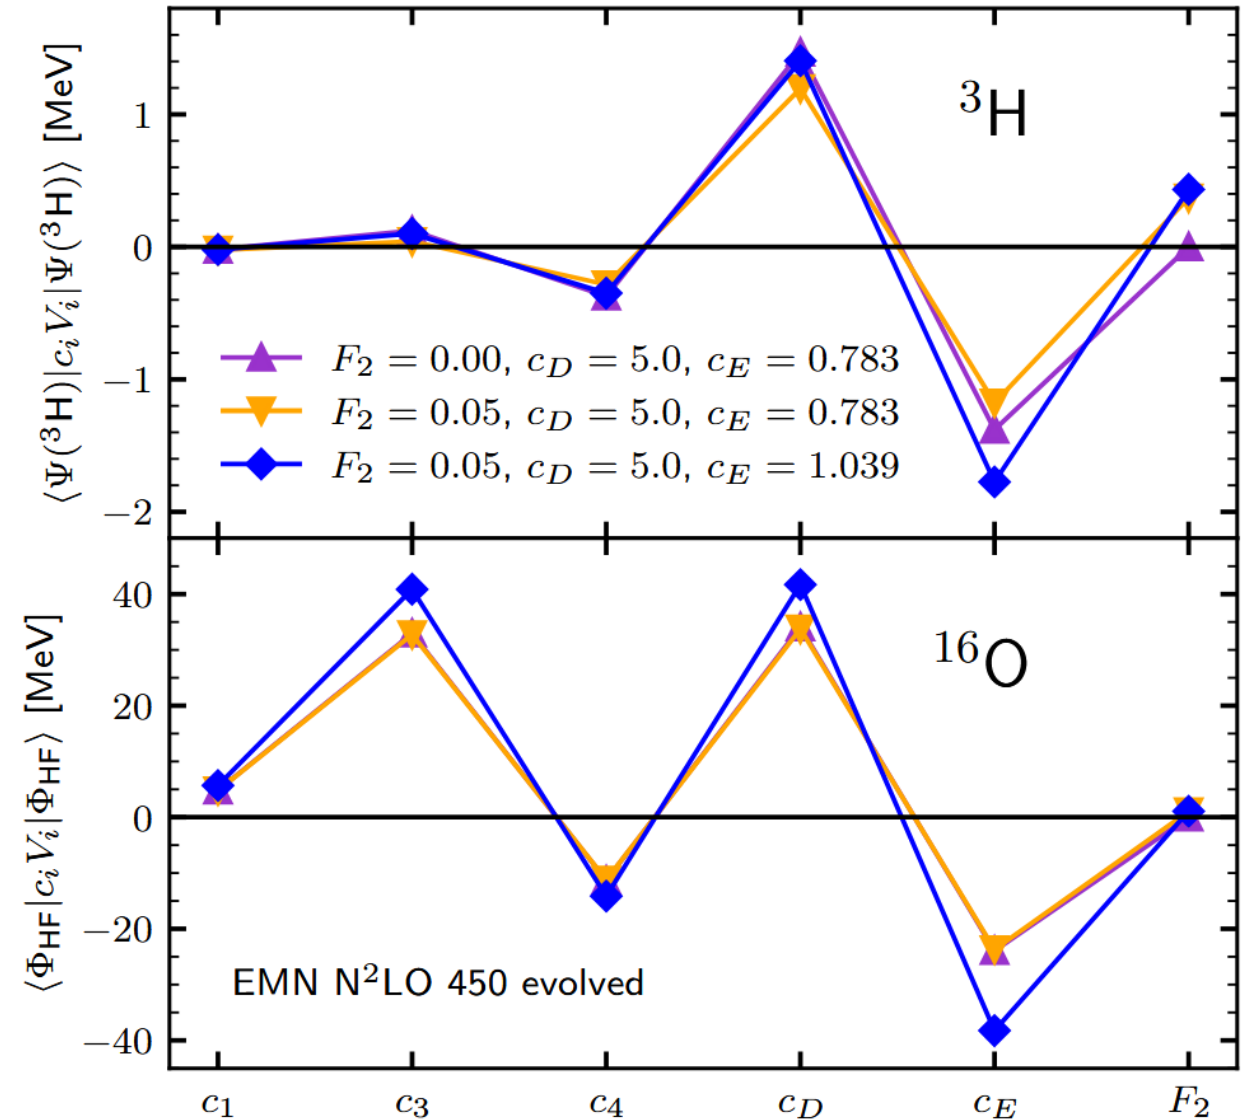 ⟨Ψ(³H)|cᵢVᵢ|Ψ(³H)⟩ [MeV]
1
0
−1
−2
³H
F₂ = 0.00, c_D = 5.0, c_E = 0.783
F₂ = 0.05, c_D = 5.0, c_E = 0.783
F₂ = 0.05, c_D = 5.0, c_E = 1.039
⟨Φ_HF|cᵢVᵢ|Φ_HF⟩ [MeV]
40
20
0
−20
−40
¹⁶O
EMN N²LO 450 evolved
c₁ c₃ c₄ c_D c_E F₂